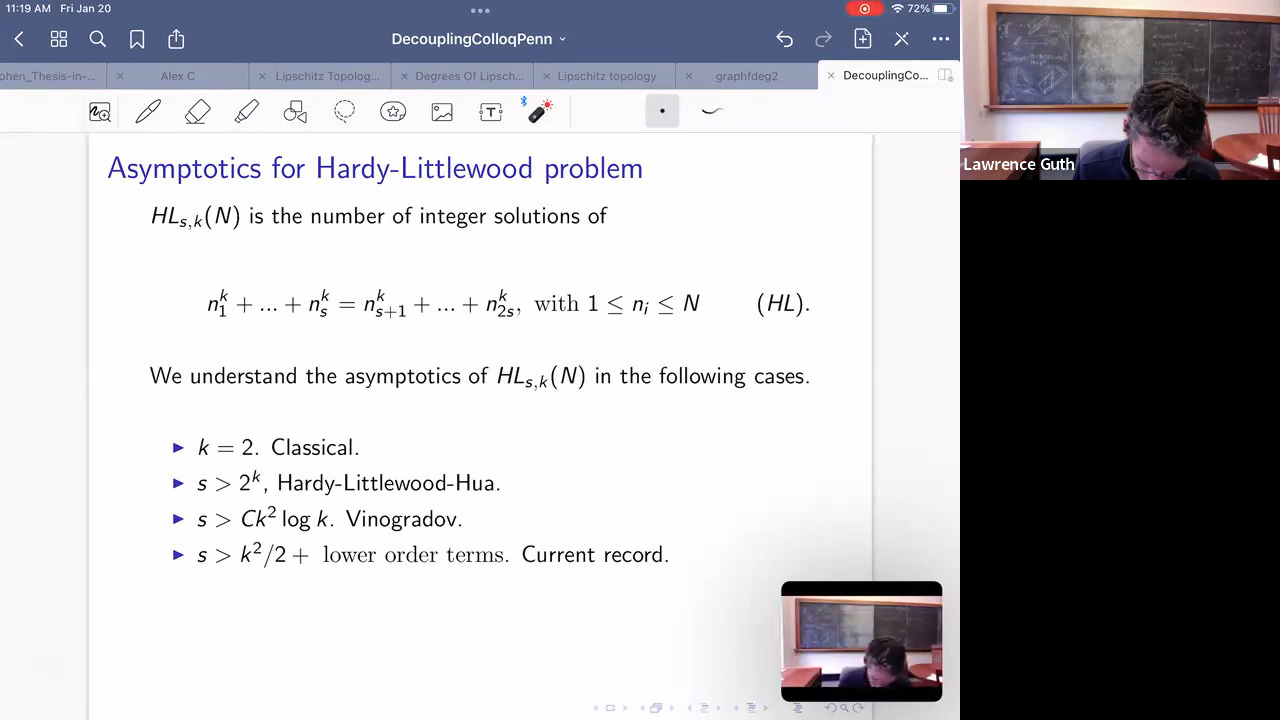 11:19 AM Fri Jan 20
72%
DecouplingColloqPenn
ohen_Thesis-in-...
Alex C
Lipschitz Topolog...
Degrees Of Lipsch...
Lipschitz topology
graphfdeg2
DecouplingCo...
Lawrence Guth
Asymptotics for Hardy-Littlewood problem
HL_{s,k}(N) is the number of integer solutions of
n_1^k + ... + n_s^k = n_{s+1}^k + ... + n_{2s}^k, with 1 ≤ n_i ≤ N (HL).
We understand the asymptotics of HL_{s,k}(N) in the following cases.
▶ k = 2. Classical.
▶ s > 2^k, Hardy-Littlewood-Hua.
▶ s > Ck^2 log k. Vinogradov.
▶ s > k^2/2 + lower order terms. Current record.